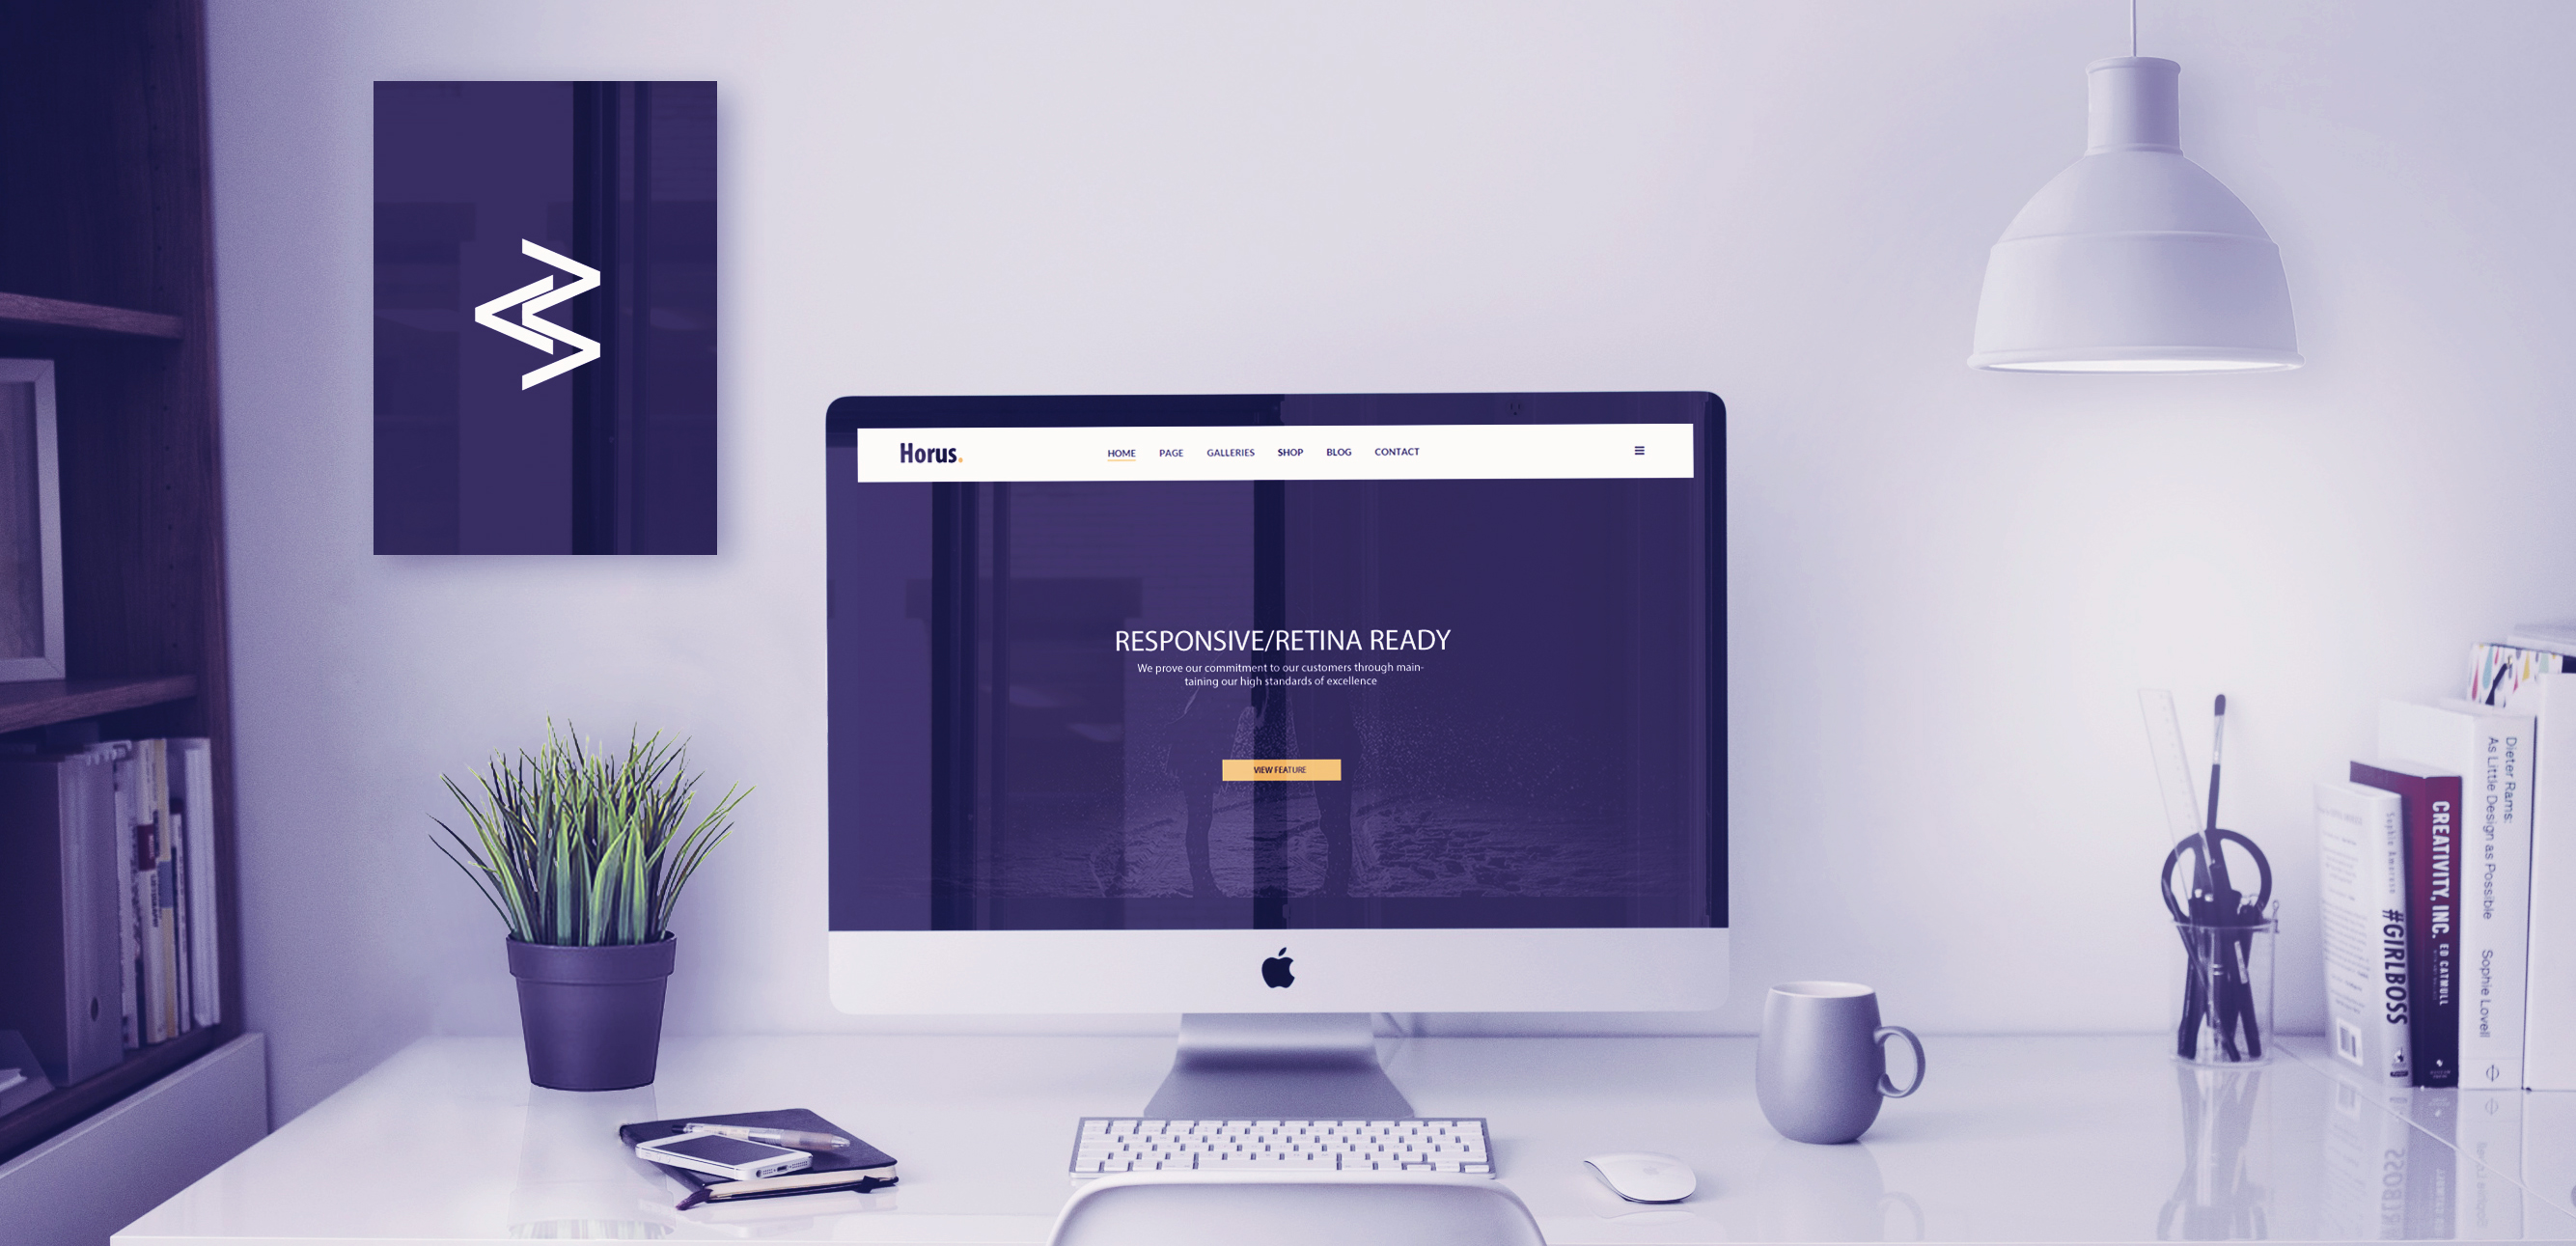 Horus.
HOME
PAGE
GALLERIES
SHOP
BLOG
CONTACT
RESPONSIVE/RETINA READY
We prove our commitment to our customers through main-
taining our high standards of excellence
VIEW FEATURE
Sophia Amoruso
#GIRLBOSS
CREATIVITY, INC.
ED CATMULL
Dieter Rams:
As Little Design as Possible
Sophie Lovell